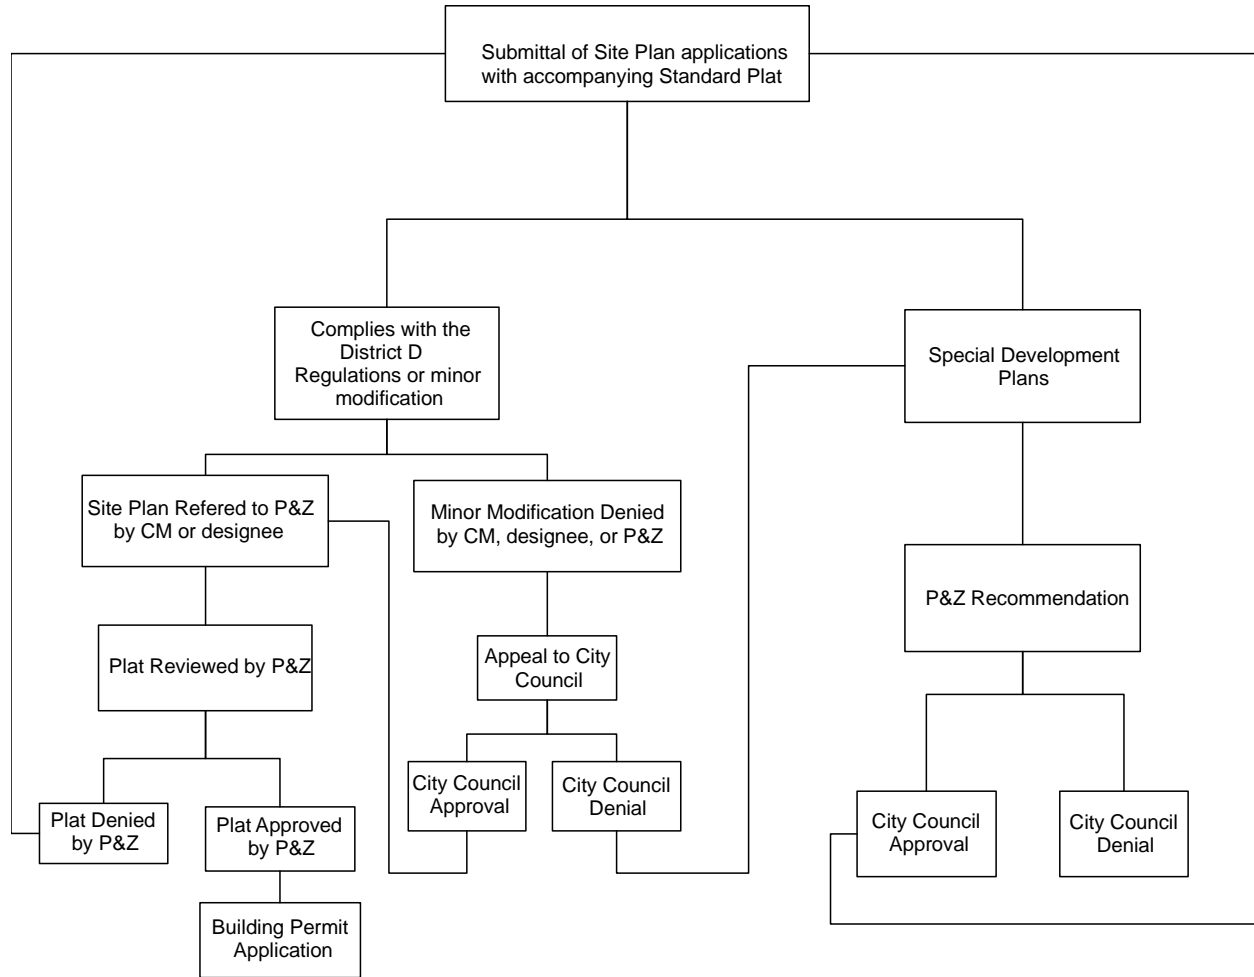 Submittal of Site Plan applications
with accompanying Standard Plat
Complies with the
District D
Regulations or minor
modification
Special Development
Plans
Site Plan Refered to P&Z
by CM or designee
Minor Modification Denied
by CM, designee, or P&Z
P&Z Recommendation
Plat Reviewed by P&Z
Appeal to City
Council
City Council
Approval
City Council
Denial
Plat Denied
by P&Z
Plat Approved
by P&Z
City Council
Approval
City Council
Denial
Building Permit
Application